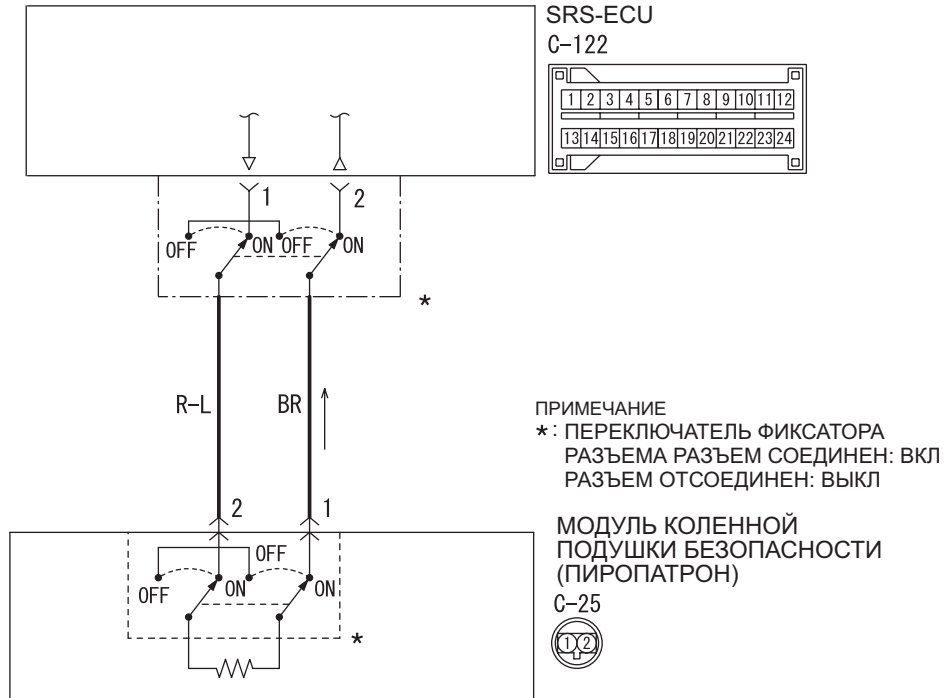 SRS-ECU
C-122
1 2 3 4 5 6 7 8 9 10 11 12
13 14 15 16 17 18 19 20 21 22 23 24
1 2
OFF ON OFF ON
*
R-L BR
ПРИМЕЧАНИЕ
*: ПЕРЕКЛЮЧАТЕЛЬ ФИКСАТОРА
РАЗЪЕМА РАЗЪЕМ СОЕДИНЕН: ВКЛ
РАЗЪЕМ ОТСОЕДИНЕН: ВЫКЛ
2 1
МОДУЛЬ КОЛЕННОЙ
ПОДУШКИ БЕЗОПАСНОСТИ
(ПИРОПАТРОН)
C-25
1 2
OFF ON OFF ON
*